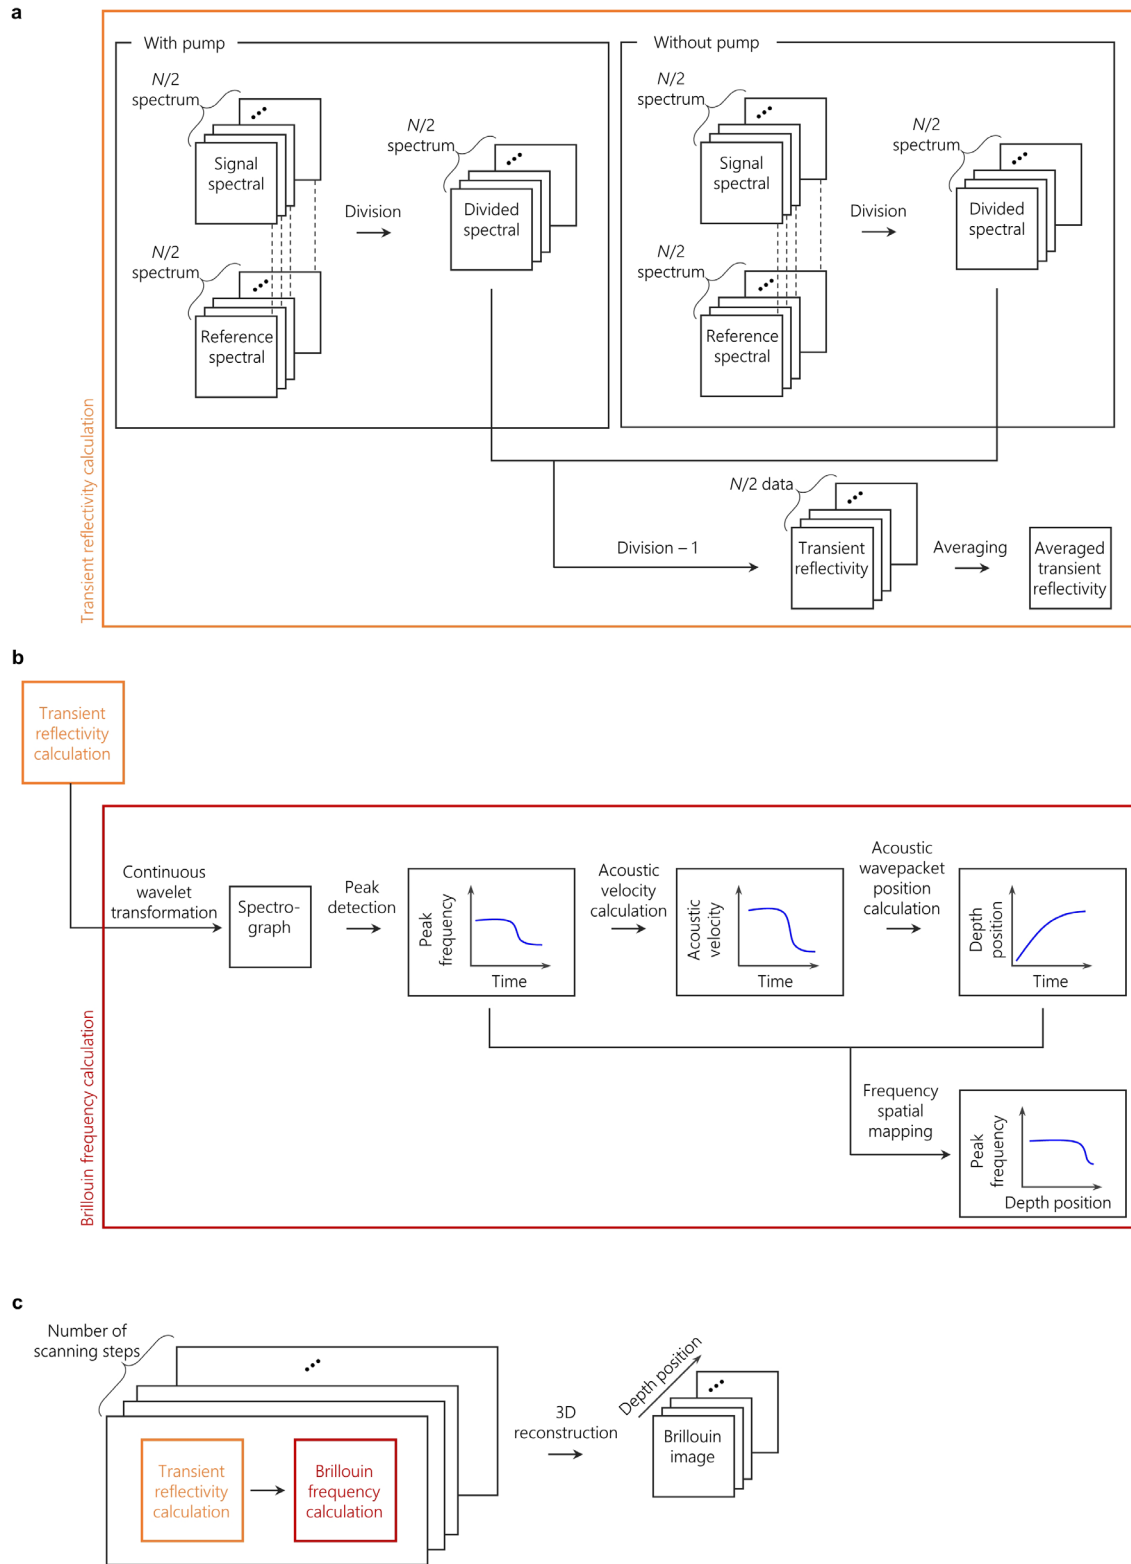 a
With pump
N/2
spectrum
Signal
spectral
N/2
spectrum
Reference
spectral
Division
N/2
spectrum
Divided
spectral
Without pump
N/2
spectrum
Signal
spectral
N/2
spectrum
Reference
spectral
Division
N/2
spectrum
Divided
spectral
Transient reflectivity calculation
Division – 1
N/2 data
Transient
reflectivity
Averaging
Averaged
transient
reflectivity
b
Transient
reflectivity
calculation
Brillouin frequency calculation
Continuous
wavelet
transformation
Spectro-
graph
Peak
detection
Peak
frequency
Time
Acoustic
velocity
calculation
Acoustic
velocity
Time
Acoustic
wavepacket
position
calculation
Depth
position
Time
Frequency
spatial
mapping
Peak
frequency
Depth position
c
Number of
scanning steps
Transient
reflectivity
calculation
Brillouin
frequency
calculation
3D
reconstruction
Depth position
Brillouin
image